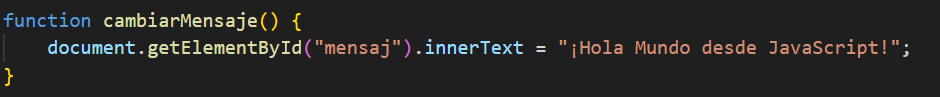 function cambiarMensaje() {
    document.getElementById("mensaj").innerText = "¡Hola Mundo desde JavaScript!";
}